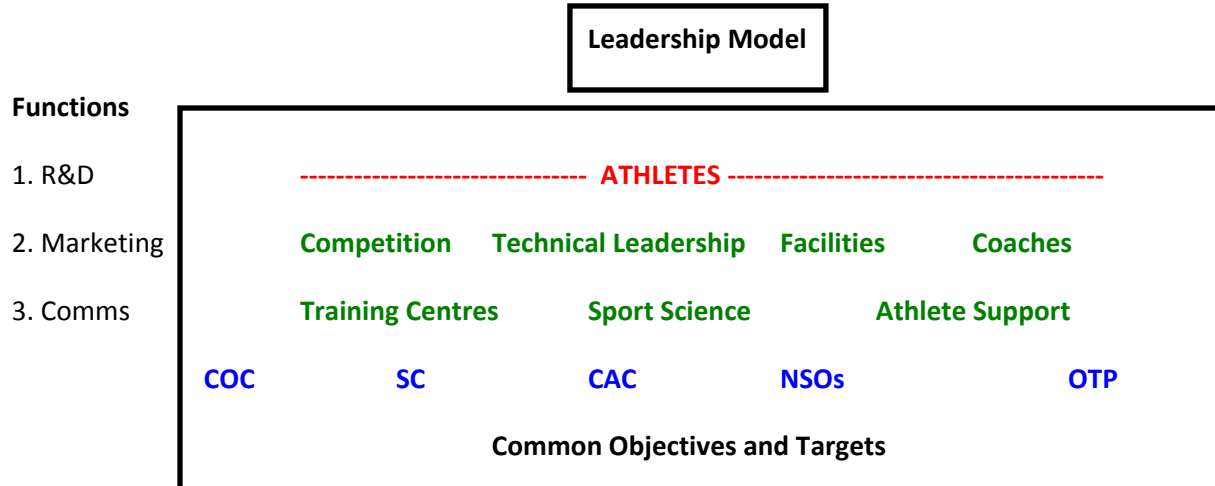 Leadership Model
Functions
1. R&D ------------------------------- ATHLETES -----------------------------------------
2. Marketing Competition Technical Leadership Facilities Coaches
3. Comms Training Centres Sport Science Athlete Support
COC SC CAC NSOs OTP
Common Objectives and Targets